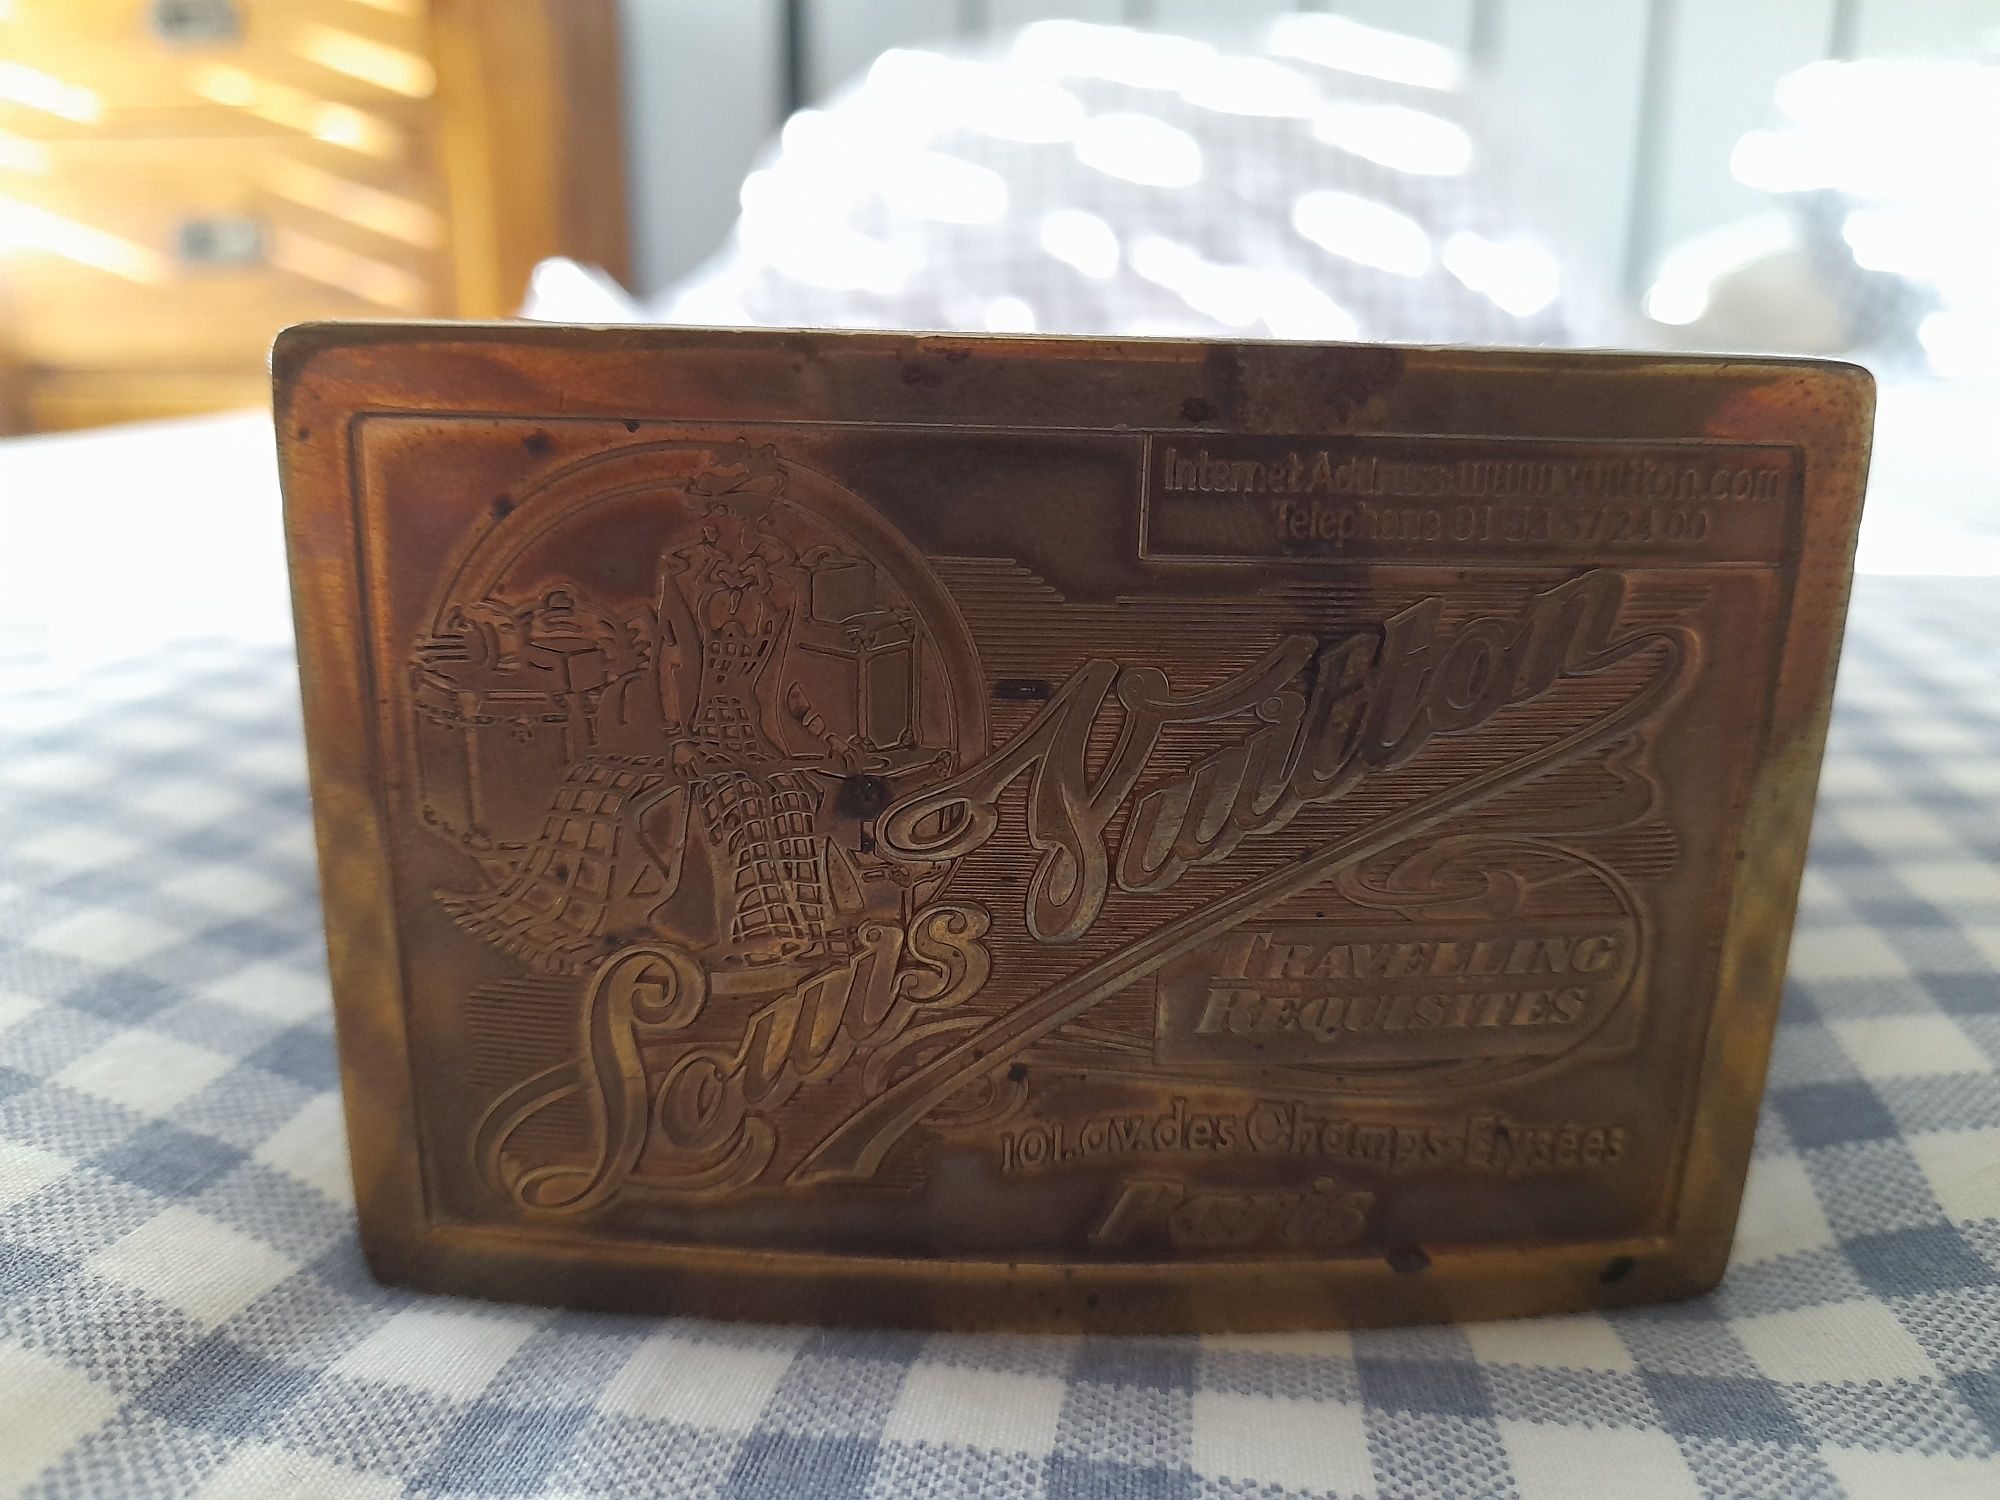 Internet Address: www.vuitton.com
Telephone 01 53 57 24 00
Louis Vuitton
TRAVELLING
REQUISITES
101. av. des Champs-Elysées
Paris